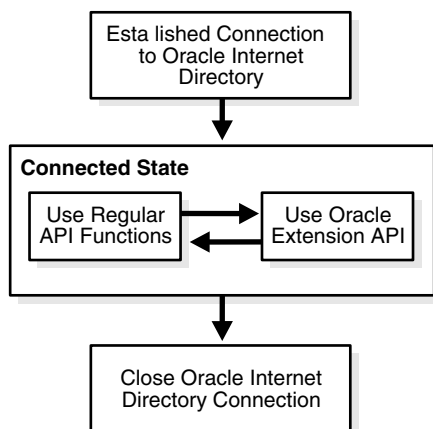 Esta lished Connection
to Oracle Internet
Directory
Connected State
Use Regular
API Functions
Use Oracle
Extension API
Close Oracle Internet
Directory Connection